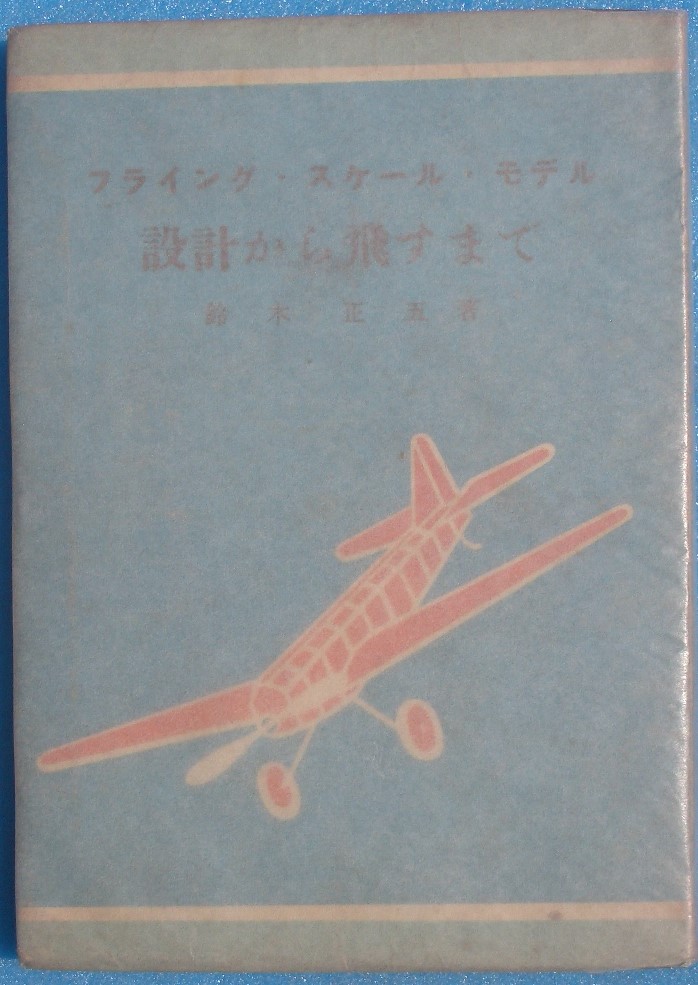 フライング・スケール・モデル
設計から飛すまで
鈴木正五著